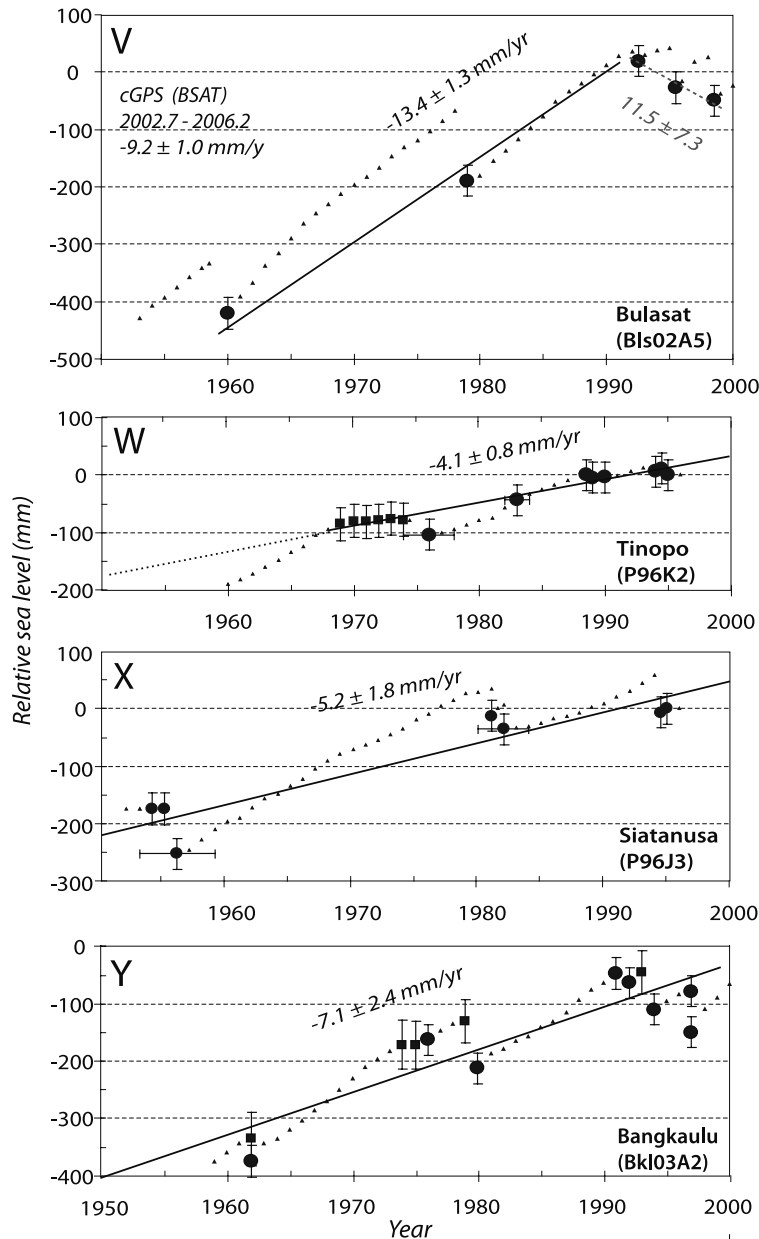 V
100
0
-100
-200
-300
-400
-500
cGPS (BSAT)
2002.7 - 2006.2
-9.2 ± 1.0 mm/y
-13.4 ± 1.3 mm/yr
11.5 ± 7.3
Bulasat
(Bls02A5)
1960 1970 1980 1990 2000
W
100
0
-100
-200
-4.1 ± 0.8 mm/yr
Tinopo
(P96K2)
1960 1970 1980 1990 2000
Relative sea level (mm)
X
100
0
-100
-200
-300
-5.2 ± 1.8 mm/yr
Siatanusa
(P96J3)
1960 1970 1980 1990 2000
Y
0
-100
-200
-300
-400
-7.1 ± 2.4 mm/yr
Bangkaulu
(Bkl03A2)
1950 1960 1970 1980 1990 2000
Year